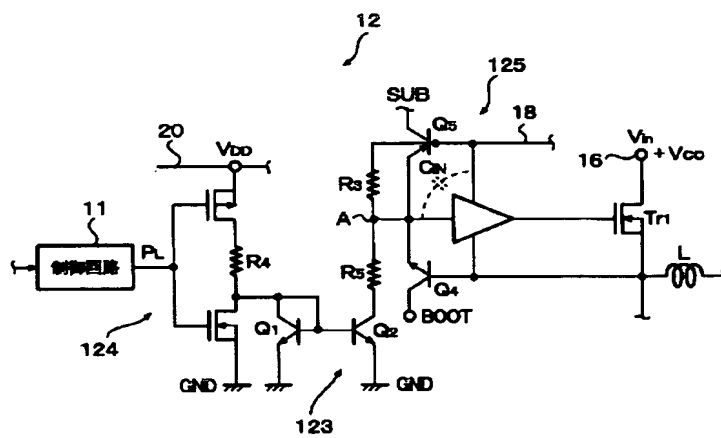 12
SUB
125
Q5
18
20
VDD
Vin
16
+VCC
CIN
R3
11
制御回路
PL
A
Tr1
R4
R5
L
Q4
BOOT
124
Q1
Q2
GND
GND
123